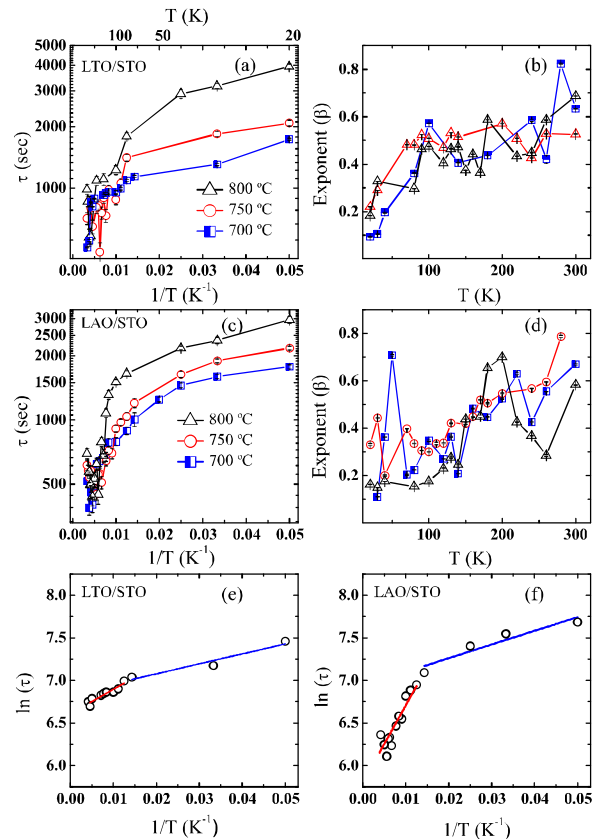 T (K)
100 50 20
5000
4000
3000
2000
1000
τ (sec)
LTO/STO
(a)
800 ºC
750 ºC
700 ºC
0.00 0.01 0.02 0.03 0.04 0.05
1/T (K⁻¹)
(b)
0.8
0.6
0.4
0.2
Exponent (β)
100 200 300
T (K)
3000
2500
2000
1500
1000
500
τ (sec)
LAO/STO
(c)
800 ºC
750 ºC
700 ºC
0.00 0.01 0.02 0.03 0.04 0.05
1/T (K⁻¹)
(d)
0.8
0.6
0.4
0.2
Exponent (β)
0 100 200 300
T (K)
LTO/STO
(e)
8.0
7.5
7.0
6.5
6.0
ln (τ)
0.00 0.01 0.02 0.03 0.04 0.05
1/T (K⁻¹)
LAO/STO
(f)
8.0
7.5
7.0
6.5
6.0
ln (τ)
0.00 0.01 0.02 0.03 0.04 0.05
1/T (K⁻¹)